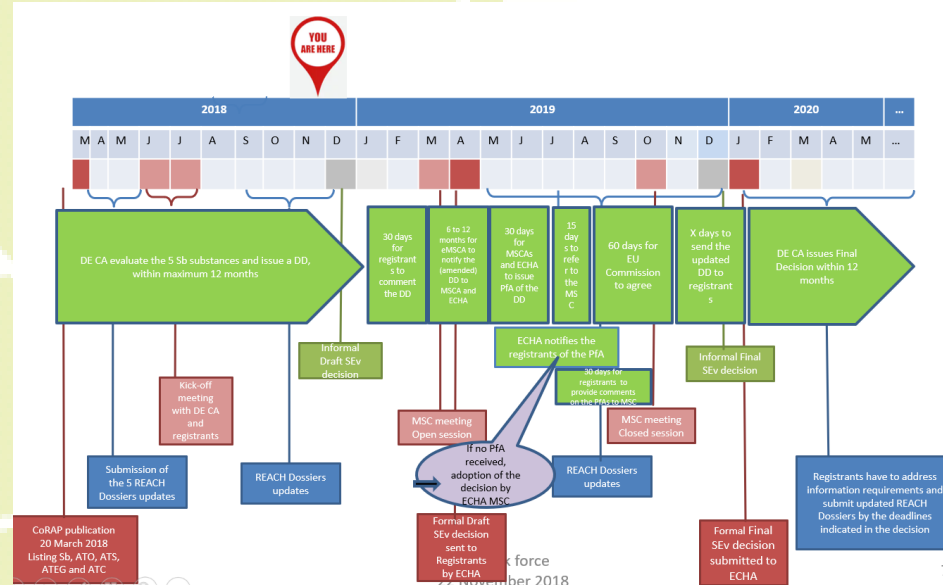 YOU
ARE HERE
2018
2019
2020
...
M A M J J A S O N D J F M A M J J A S O N D J F M A M ...
DE CA evaluate the 5 Sb substances and issue a DD,
within maximum 12 months
30 days
for
registrant
s to
comment
the DD
6 to 12
months for
eMSCA to
notify the
(amended)
DD to
MSCA and
ECHA
30 days
for
MSCAs
and ECHA
to issue
PfA of the
DD
15
day
s to
refe
r to
the M
SC
60 days for
EU
Commission
to agree
X days to
send the
updated
DD to
registrant
s
DE CA issues Final
Decision within 12
months
Informal
Draft SEv
decision
ECHA notifies the
registrants of the PfA
30 days for
registrants to
provide comments
on the PfAs to MSC
Informal Final
SEv decision
Kick-off
meeting
with DE CA
and
registrants
MSC meeting
Open session
MSC meeting
Closed session
If no PfA
received,
adoption of the
decision by
ECHA MSC
Submission of
the 5 REACH
Dossiers updates
REACH Dossiers
updates
REACH Dossiers
updates
Registrants have to address
information requirements and
submit updated REACH
Dossiers by the deadlines
indicated in the decision
CoRAP publication
20 March 2018
Listing Sb, ATO, ATS,
ATEG and ATC
Formal Draft
SEv decision
sent to
Registrants
by ECHA
Formal Final
SEv decision
submitted to
ECHA
force
November 2018